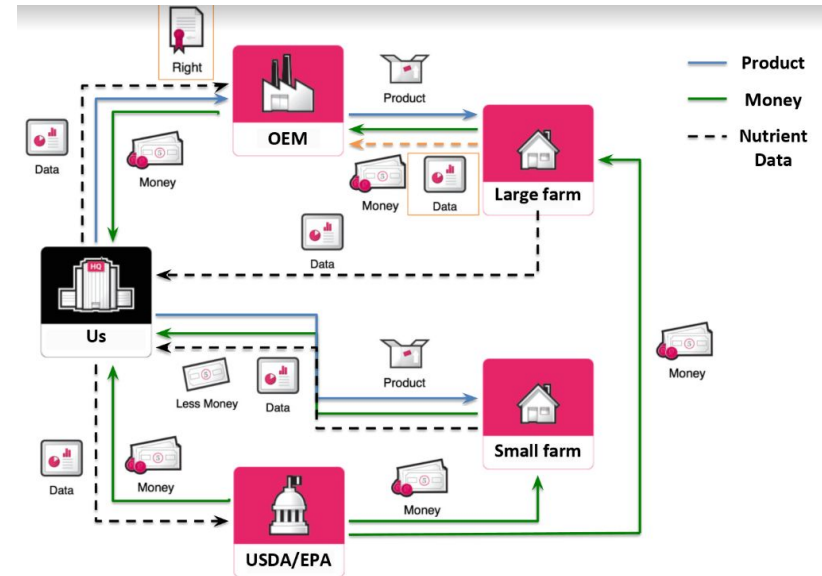 Right
Product
Product
Money
OEM
Nutrient
Data
Data
Money
Money
Data
Large farm
Data
HQ
Us
Product
Money
Less Money
Data
Small farm
Data
Money
Money
USDA/EPA